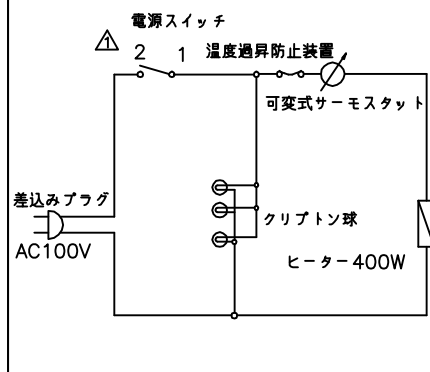 電源スイッチ
1
2 1
温度過昇防止装置
可変式サーモスタット
差込みプラグ
AC100V
クリプトン球
ヒーター400W